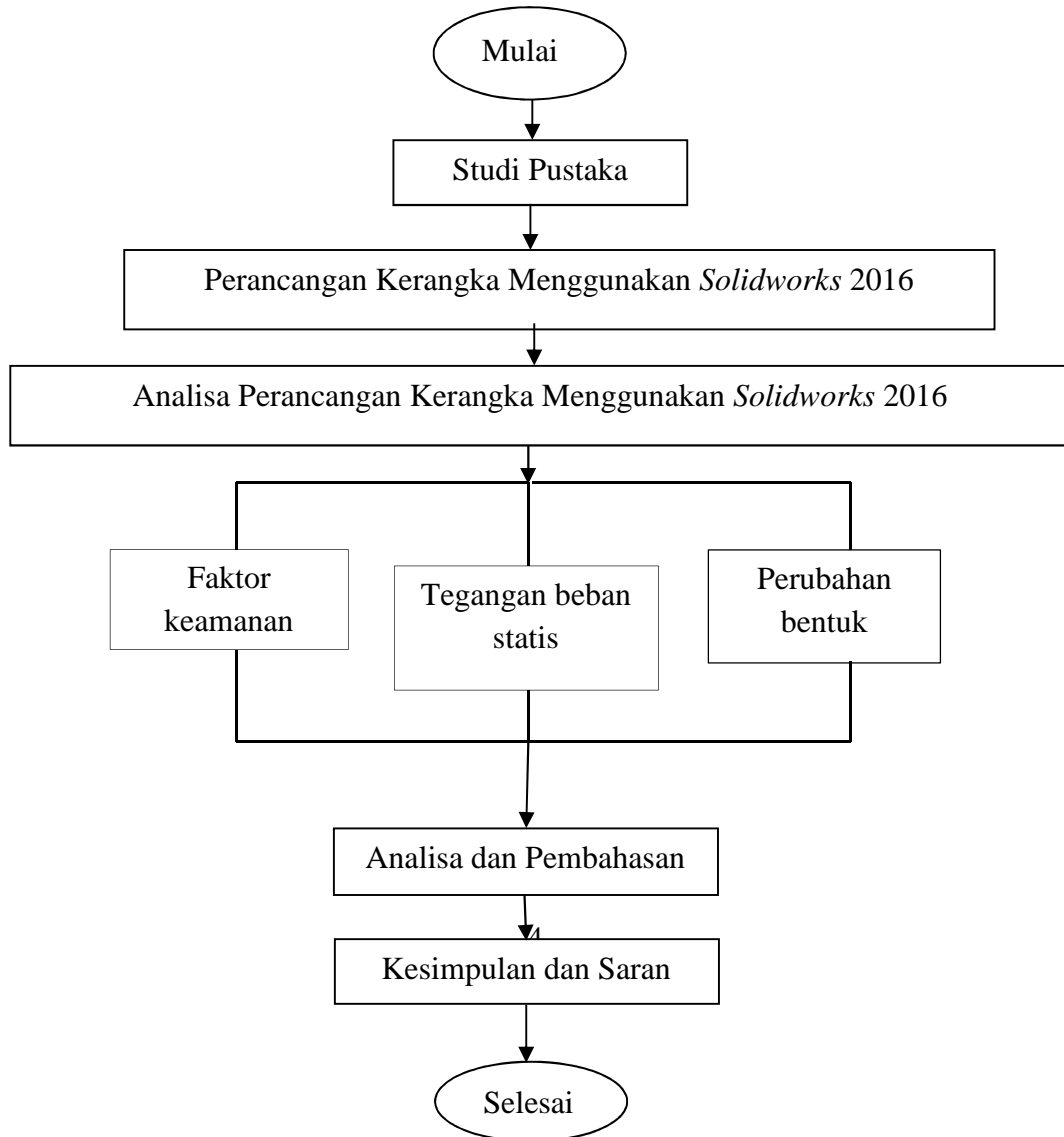 Mulai
Studi Pustaka
Perancangan Kerangka Menggunakan Solidworks 2016
Analisa Perancangan Kerangka Menggunakan Solidworks 2016
Faktor
keamanan
Tegangan beban
statis
Perubahan
bentuk
Analisa dan Pembahasan
Kesimpulan dan Saran
Selesai